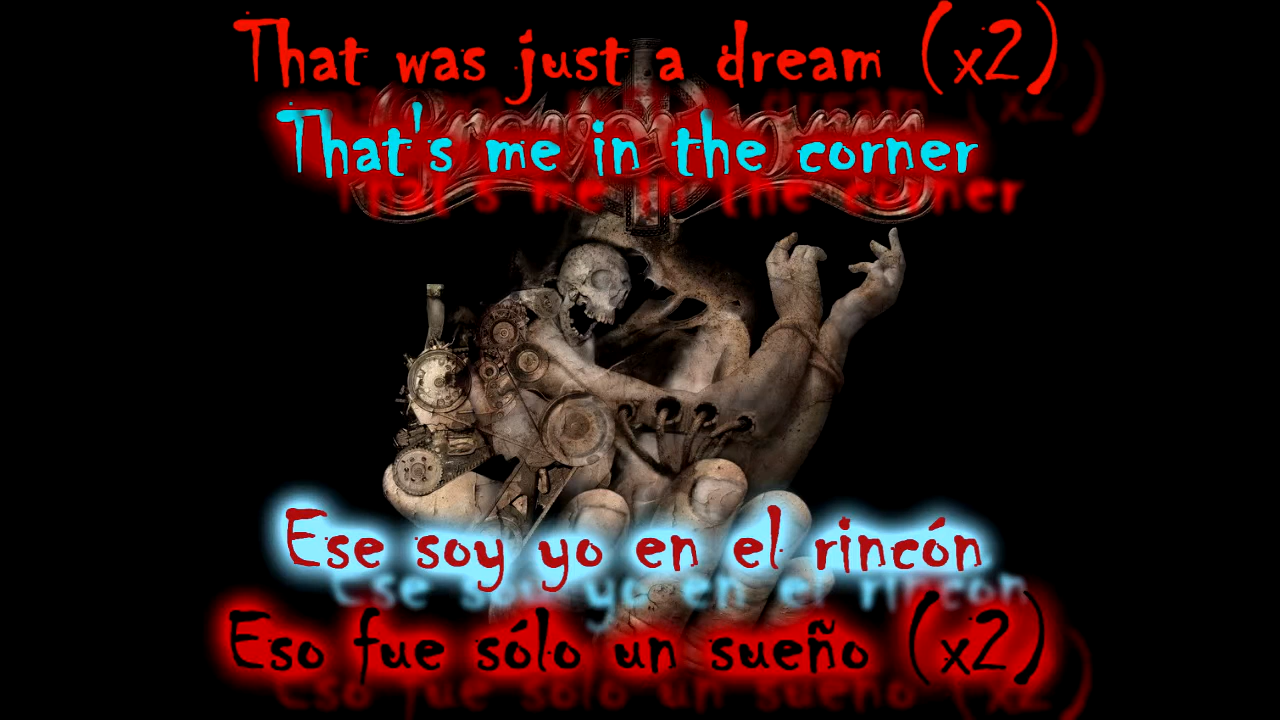 That was just a dream (x2)
That's me in the corner
Ese soy yo en el rincón
Eso fue sólo un sueño (x2)